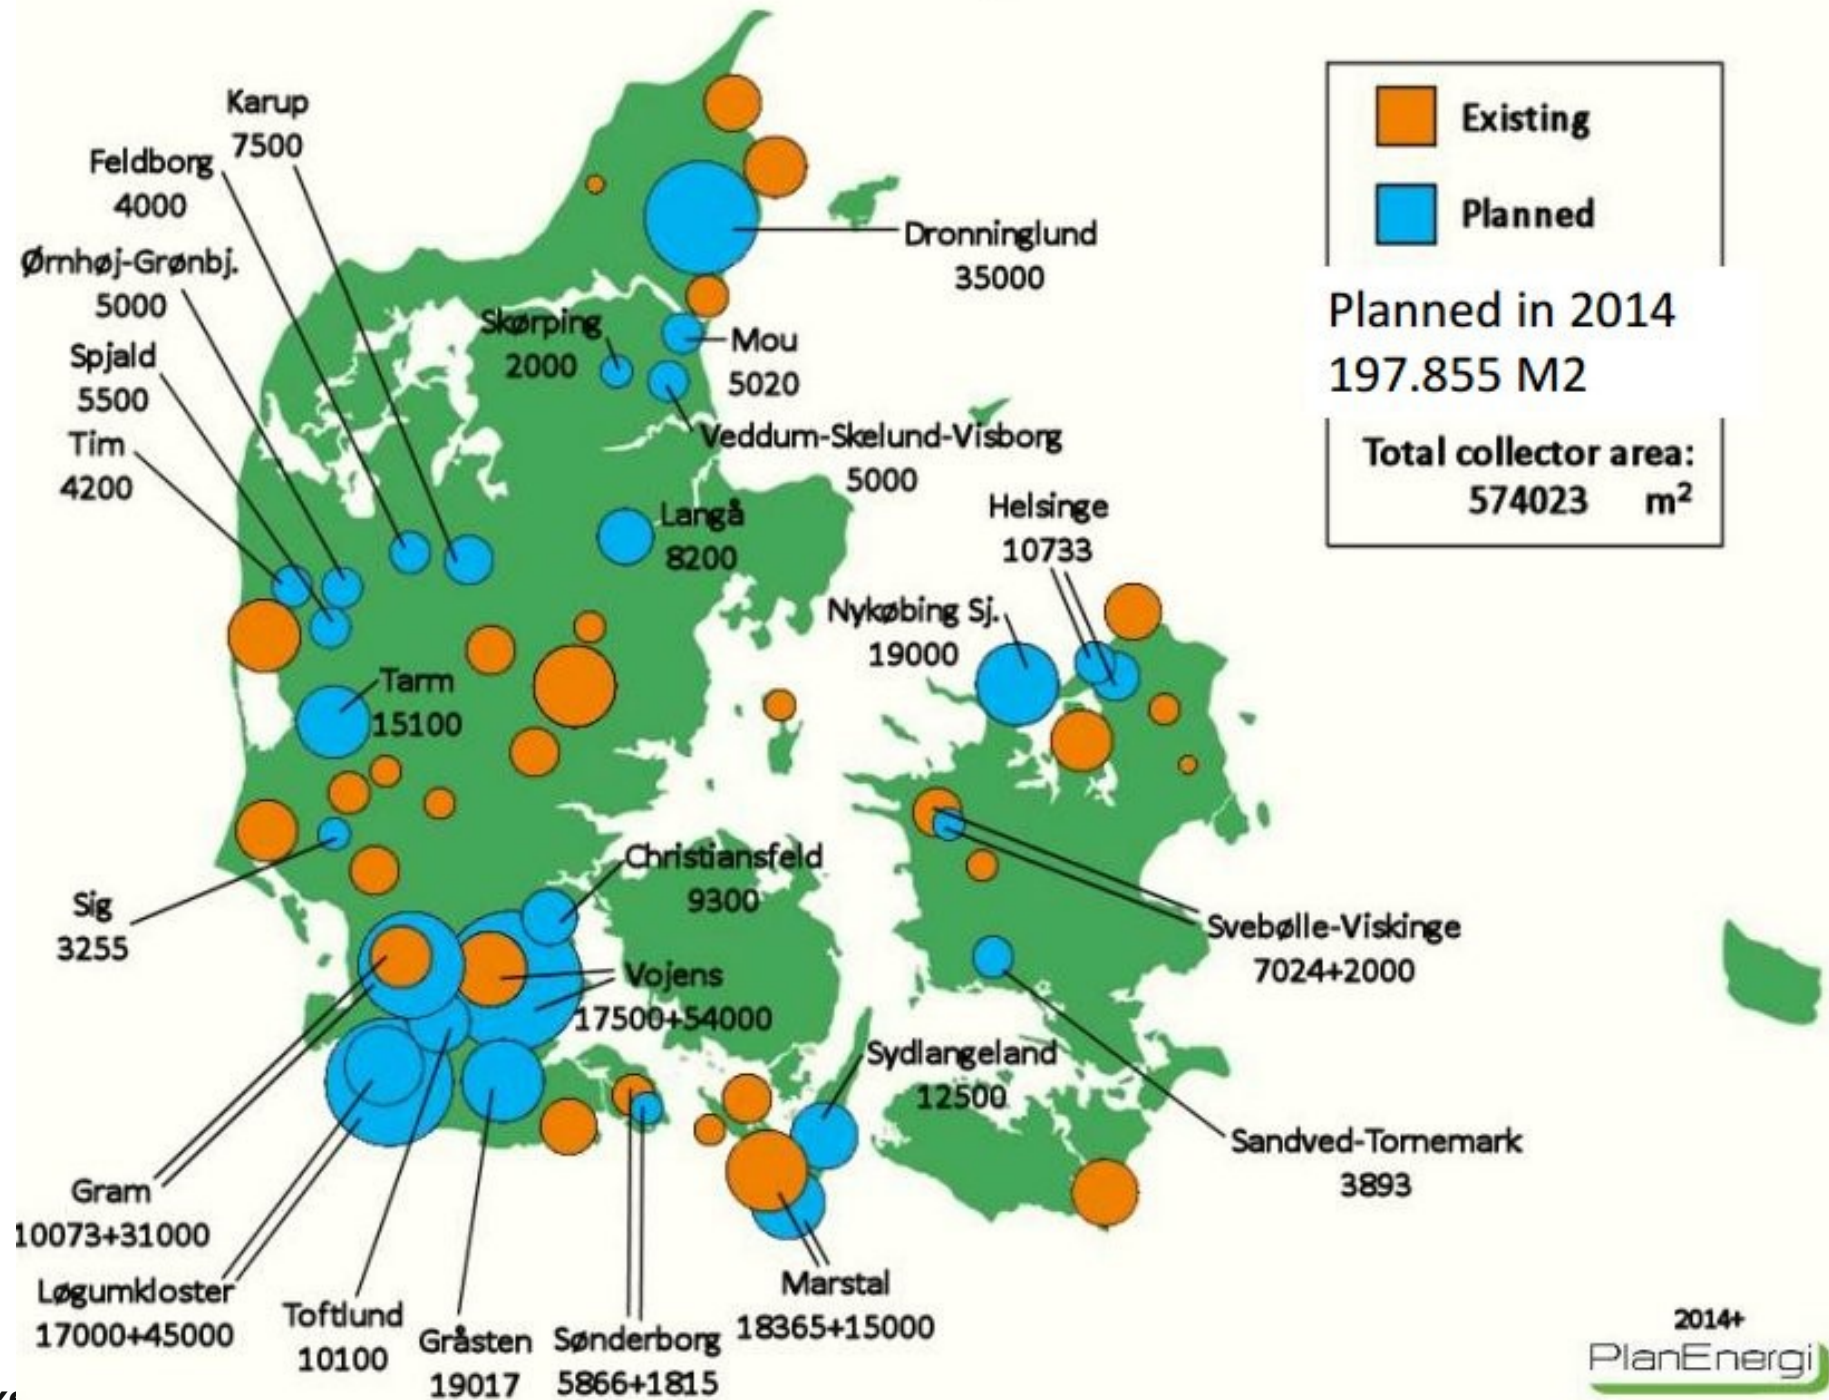 Karup
7500
Feldborg
4000
Ørnhøj-Grønbj.
5000
Spjald
5500
Tim
4200
Skørping
2000
Dronninglund
35000
Mou
5020
Veddum-Skelund-Visborg
5000
Langå
8200
Helsinge
10733
Nykøbing Sj.
19000
Tarm
15100
Sig
3255
Christiansfeld
9300
Vojens
17500+54000
Svebølle-Viskinge
7024+2000
Sydlangeland
12500
Sandved-Tornemark
3893
Gram
10073+31000
Løgumkloster
17000+45000
Toftlund
10100
Gråsten
19017
Sønderborg
5866+1815
Marstal
18365+15000
Existing
Planned
Planned in 2014
197.855 M2
Total collector area:
574023 m²
2014+
PlanEnergi